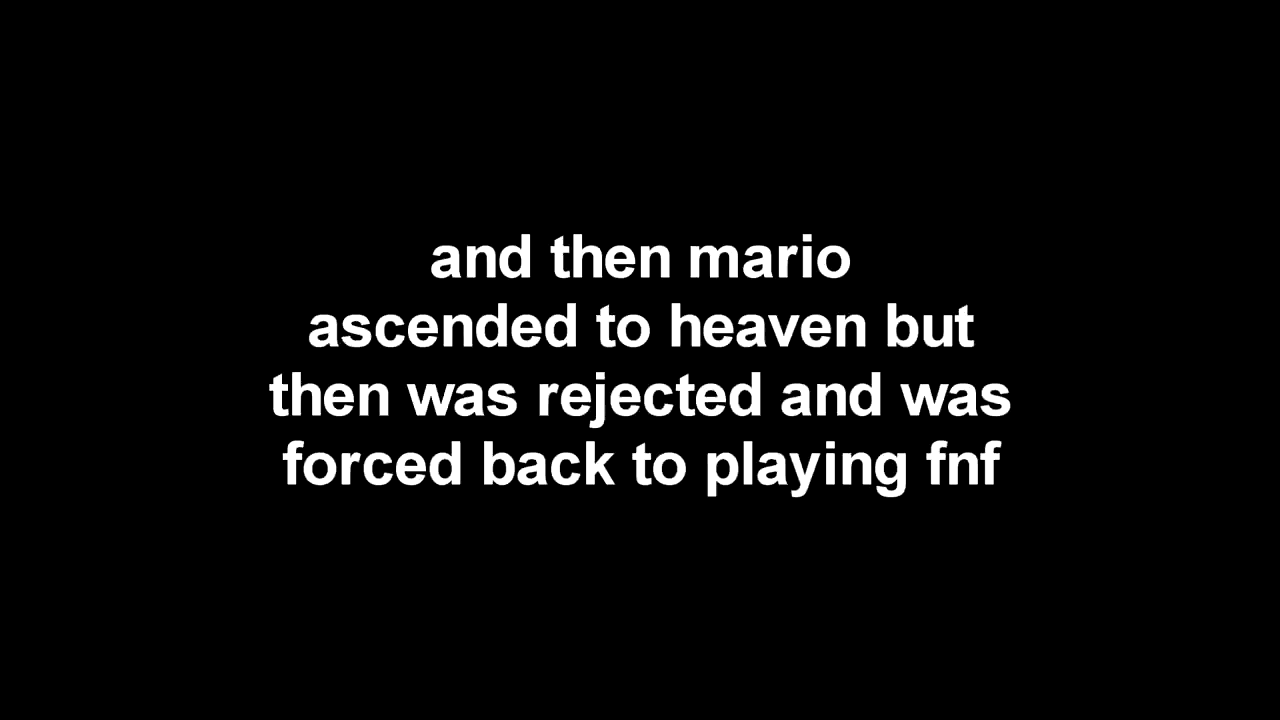 and then mario
ascended to heaven but
then was rejected and was
forced back to playing fnf